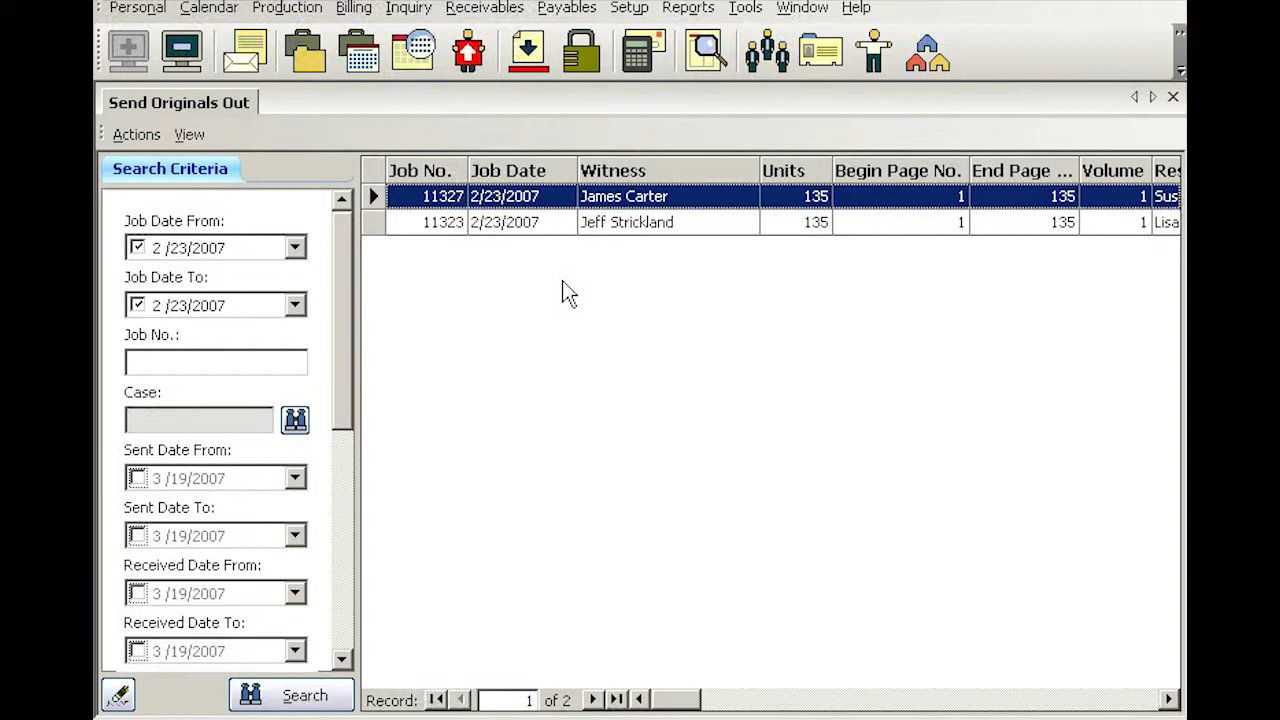 Personal Calendar Production Billing Inquiry Receivables Payables Setup Reports Tools Window Help
Send Originals Out
Actions View
Search Criteria
Job Date From:
2 /23/2007
Job Date To:
2 /23/2007
Job No.:
Case:
Sent Date From:
3 /19/2007
Sent Date To:
3 /19/2007
Received Date From:
3 /19/2007
Received Date To:
3 /19/2007
Search
Job No. Job Date Witness Units Begin Page No. End Page ... Volume Res
11327 2/23/2007 James Carter 135 1 135 1 Sus
11323 2/23/2007 Jeff Strickland 135 1 135 1 Lisa
Record: 1 of 2